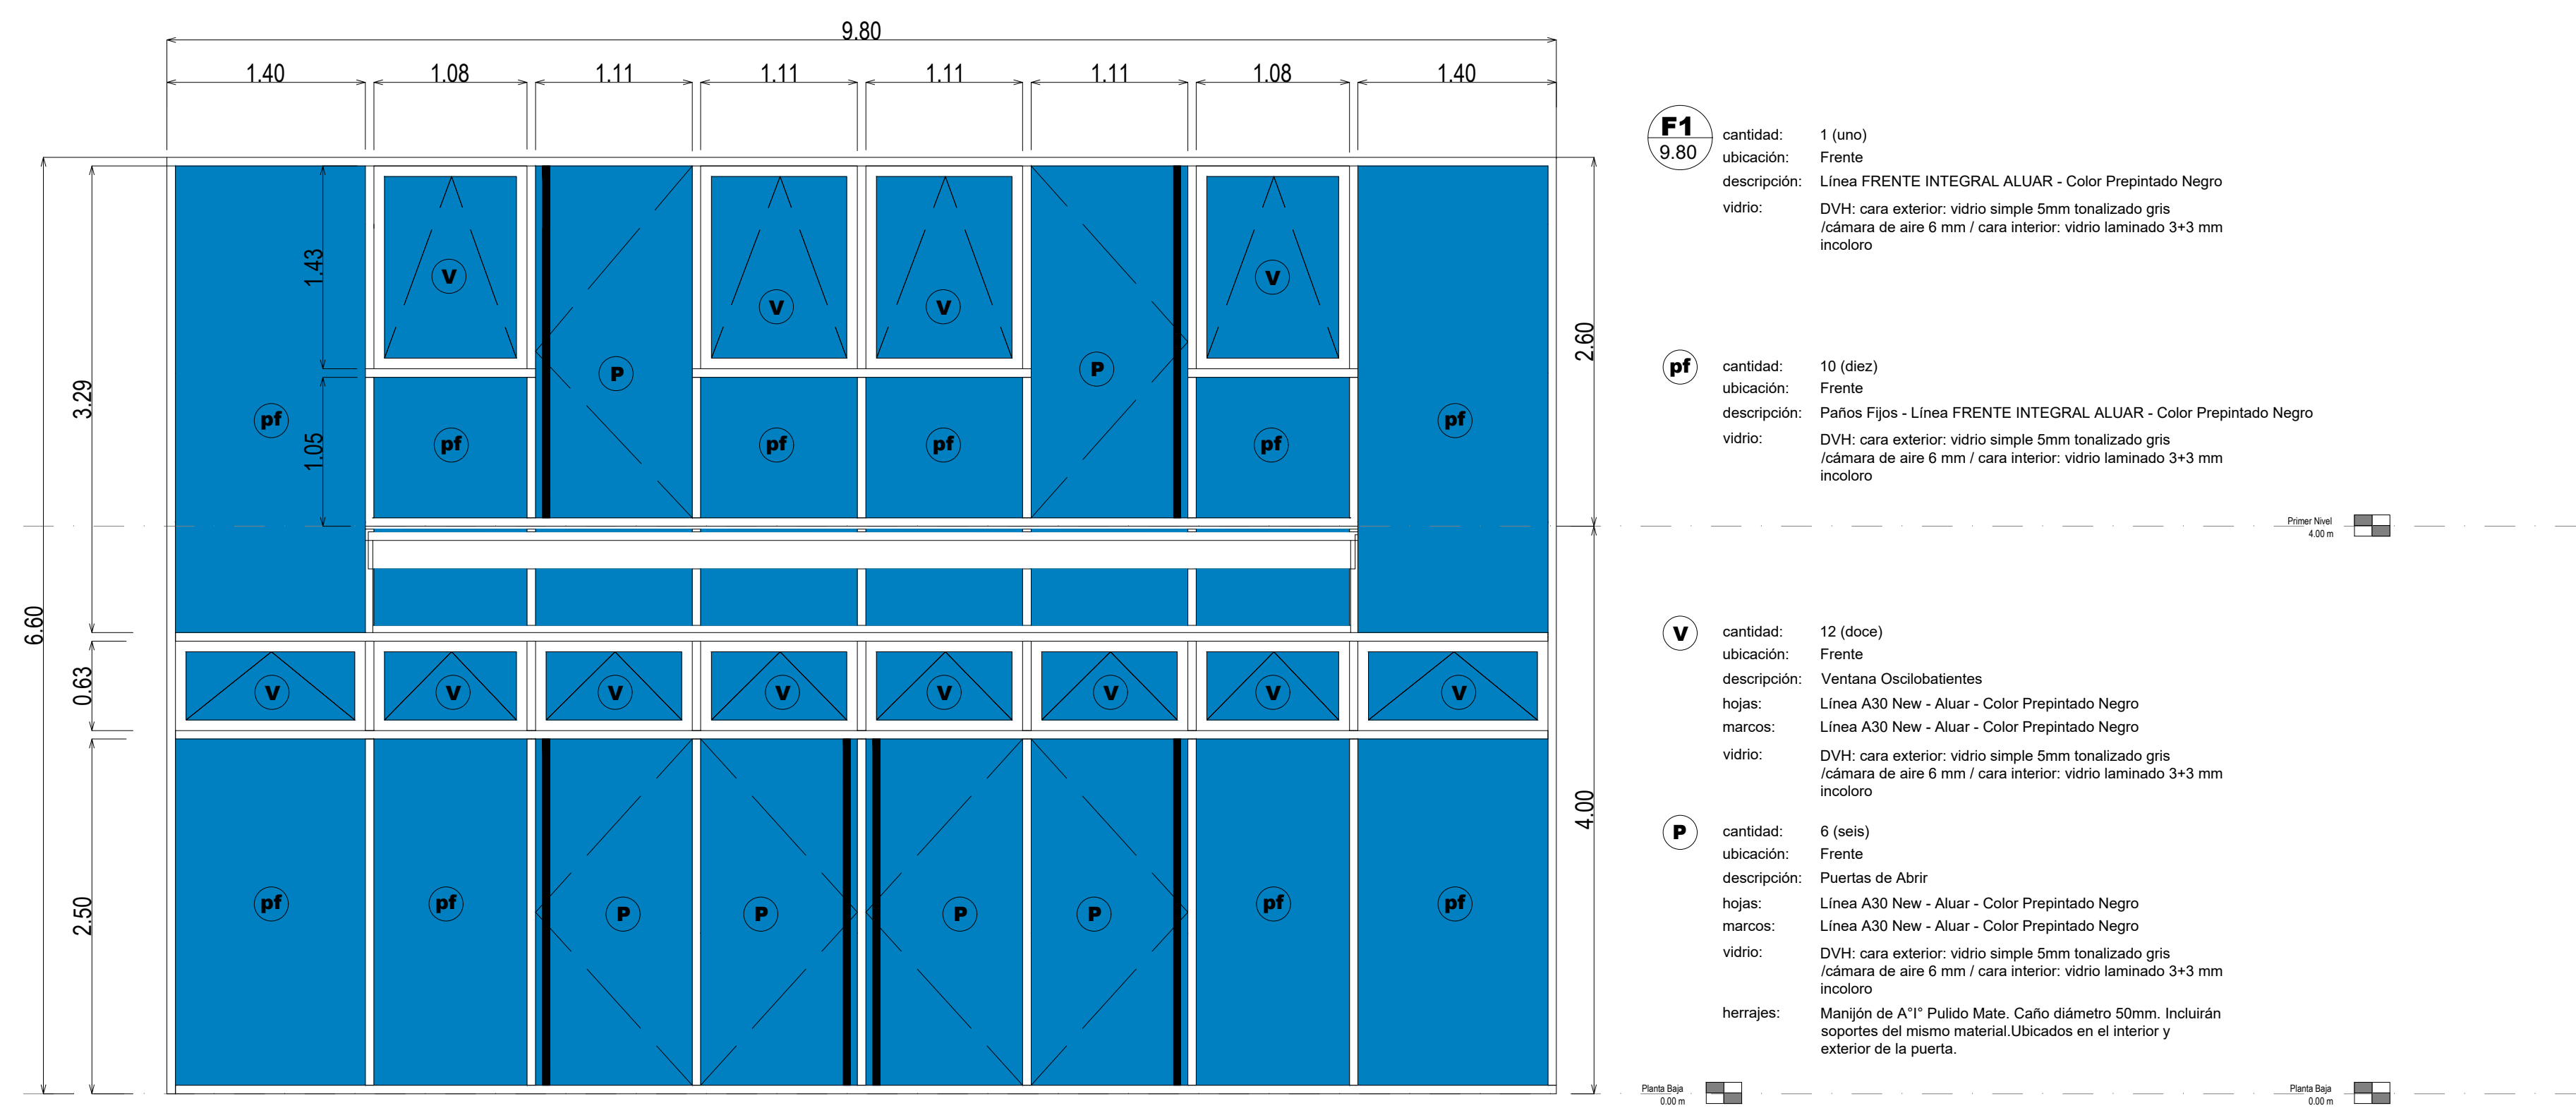 9.80
1.40 1.08 1.11 1.11 1.11 1.11 1.08 1.40
6.60
3.29
0.63
2.50
1.43
1.05
2.60
4.00
V P V V P V
pf pf pf pf pf pf
V V V V V V V V
pf pf P P P P pf pf
F1
9.80
cantidad: 1 (uno)
ubicación: Frente
descripción: Línea FRENTE INTEGRAL ALUAR - Color Prepintado Negro
vidrio: DVH: cara exterior: vidrio simple 5mm tonalizado gris
/cámara de aire 6 mm / cara interior: vidrio laminado 3+3 mm
incoloro
pf
cantidad: 10 (diez)
ubicación: Frente
descripción: Paños Fijos - Línea FRENTE INTEGRAL ALUAR - Color Prepintado Negro
vidrio: DVH: cara exterior: vidrio simple 5mm tonalizado gris
/cámara de aire 6 mm / cara interior: vidrio laminado 3+3 mm
incoloro
Primer Nivel
4.00 m
V
cantidad: 12 (doce)
ubicación: Frente
descripción: Ventana Oscilobatientes
hojas: Línea A30 New - Aluar - Color Prepintado Negro
marcos: Línea A30 New - Aluar - Color Prepintado Negro
vidrio: DVH: cara exterior: vidrio simple 5mm tonalizado gris
/cámara de aire 6 mm / cara interior: vidrio laminado 3+3 mm
incoloro
P
cantidad: 6 (seis)
ubicación: Frente
descripción: Puertas de Abrir
hojas: Línea A30 New - Aluar - Color Prepintado Negro
marcos: Línea A30 New - Aluar - Color Prepintado Negro
vidrio: DVH: cara exterior: vidrio simple 5mm tonalizado gris
/cámara de aire 6 mm / cara interior: vidrio laminado 3+3 mm
incoloro
herrajes: Manijón de A°I° Pulido Mate. Caño diámetro 50mm. Incluirán
soportes del mismo material.Ubicados en el interior y
exterior de la puerta.
Planta Baja
0.00 m
Planta Baja
0.00 m